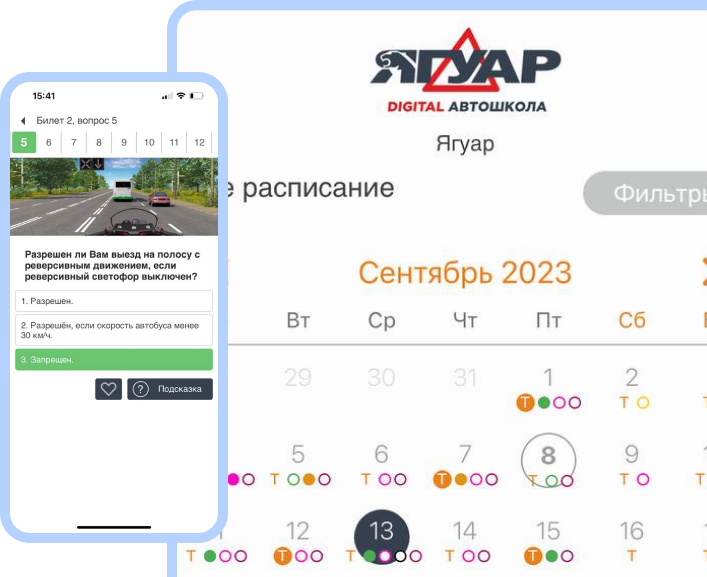 15:41
Билет 2, вопрос 5
5 6 7 8 9 10 11 12
Разрешен ли Вам выезд на полосу с
реверсивным движением, если
реверсивный светофор выключен?
1. Разрешен.
2. Разрешён, если скорость автобуса менее
30 км/ч.
3. Запрещен.
? Подсказка
ЯГУАР
DIGITAL АВТОШКОЛА
Ягуар
расписание
Фильтры
Сентябрь 2023
Вт Ср Чт Пт Сб
29 30 31 1 2
Т Т
5 6 7 8 9
Т Т Т Т Т Т
12 13 14 15 16
Т Т Т Т Т Т